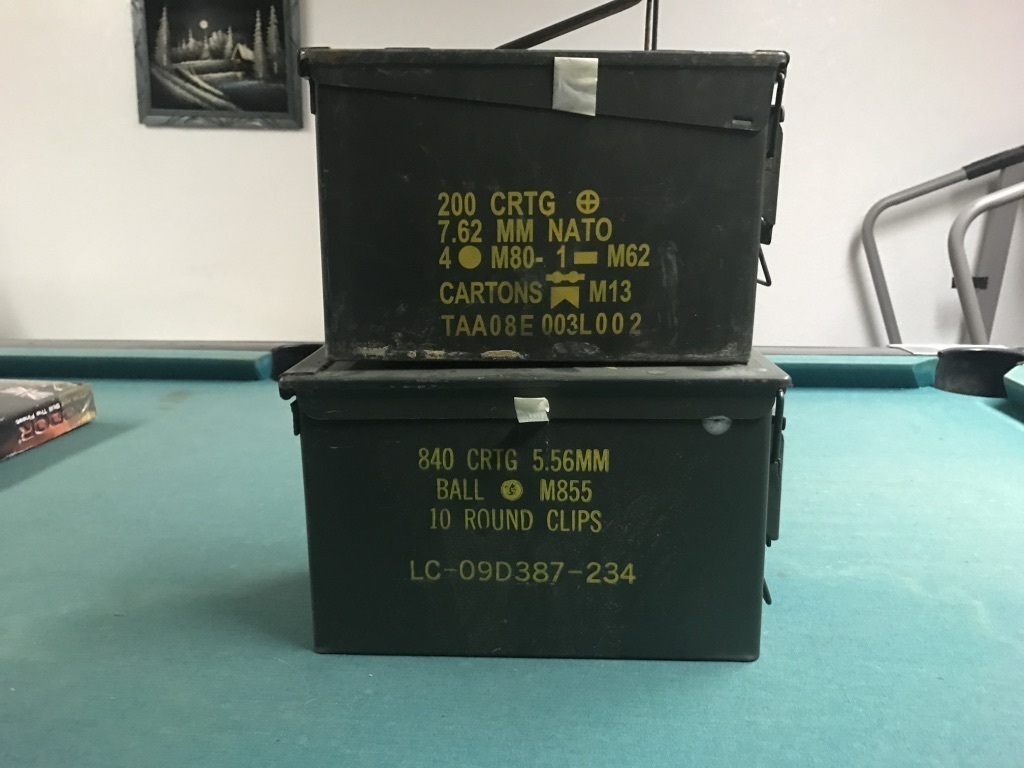 200 CRTG
7.62 MM NATO
4 M80- 1 M62
CARTONS M13
TAA08E 003L002
840 CRTG 5.56MM
BALL M855
10 ROUND CLIPS
LC-09D387-234